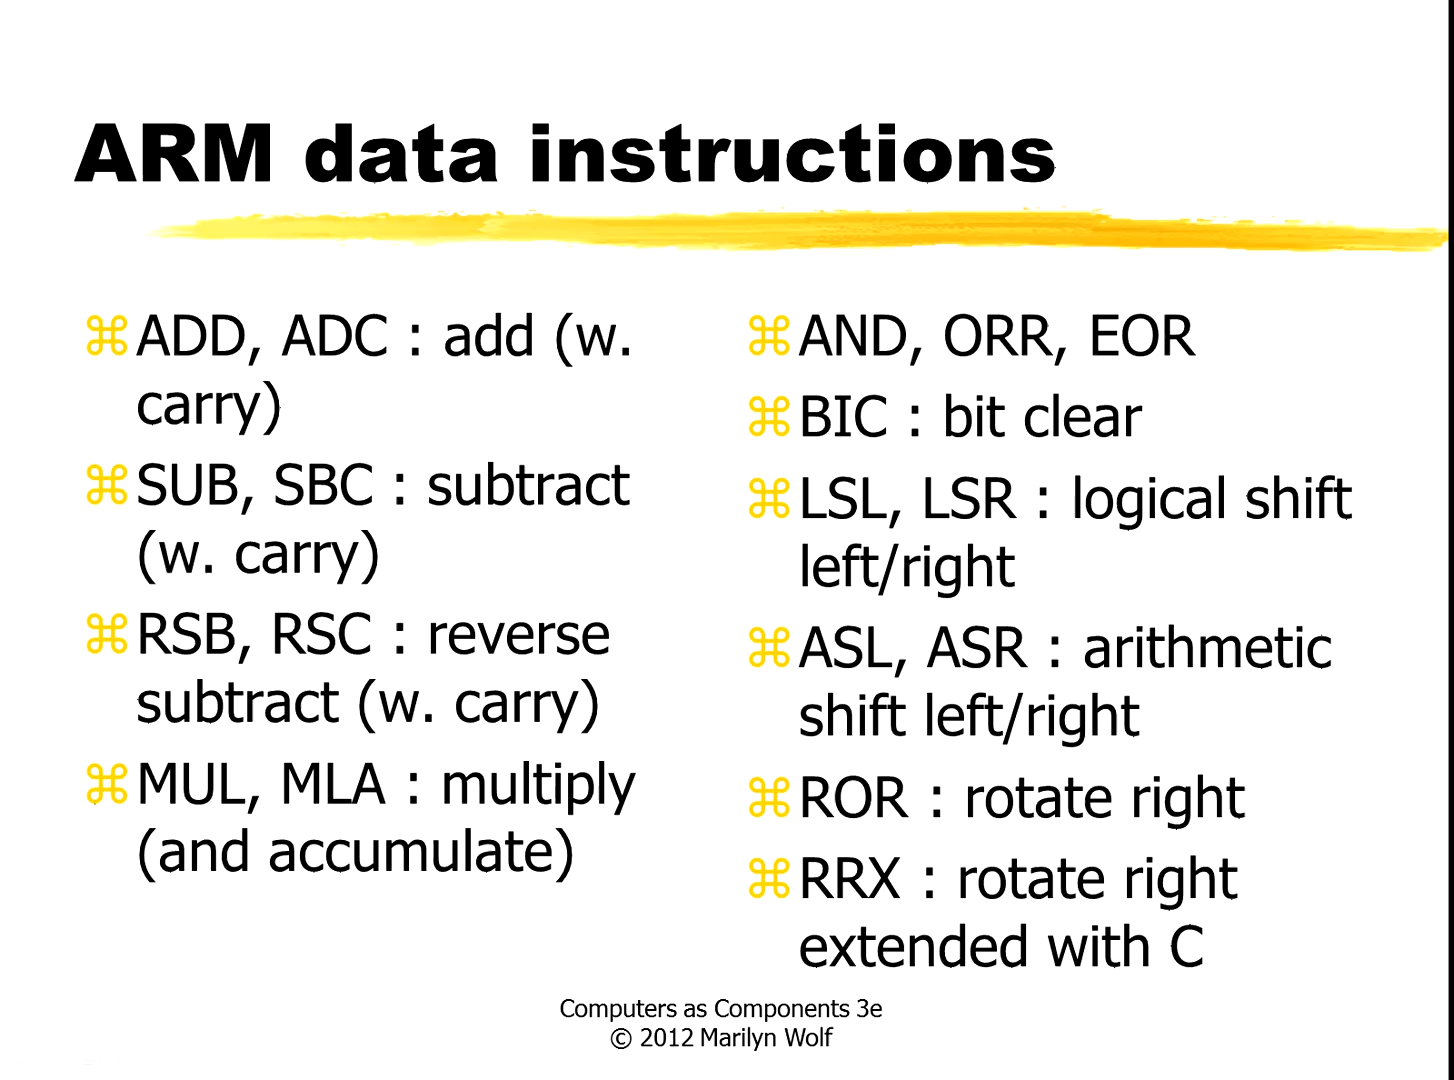 ARM data instructions
⌘ADD, ADC : add (w.
carry)
⌘SUB, SBC : subtract
(w. carry)
⌘RSB, RSC : reverse
subtract (w. carry)
⌘MUL, MLA : multiply
(and accumulate)
⌘AND, ORR, EOR
⌘BIC : bit clear
⌘LSL, LSR : logical shift
left/right
⌘ASL, ASR : arithmetic
shift left/right
⌘ROR : rotate right
⌘RRX : rotate right
extended with C
Computers as Components 3e
© 2012 Marilyn Wolf